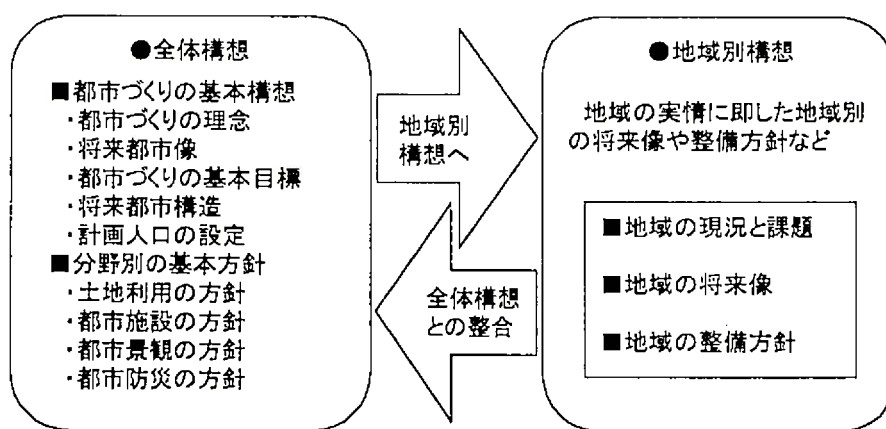 ●全体構想
■都市づくりの基本構想
・都市づくりの理念
・将来都市像
・都市づくりの基本目標
・将来都市構造
・計画人口の設定
■分野別の基本方針
・土地利用の方針
・都市施設の方針
・都市景観の方針
・都市防災の方針
地域別
構想へ
全体構想
との整合
●地域別構想
地域の実情に即した地域別
の将来像や整備方針など
■地域の現況と課題
■地域の将来像
■地域の整備方針